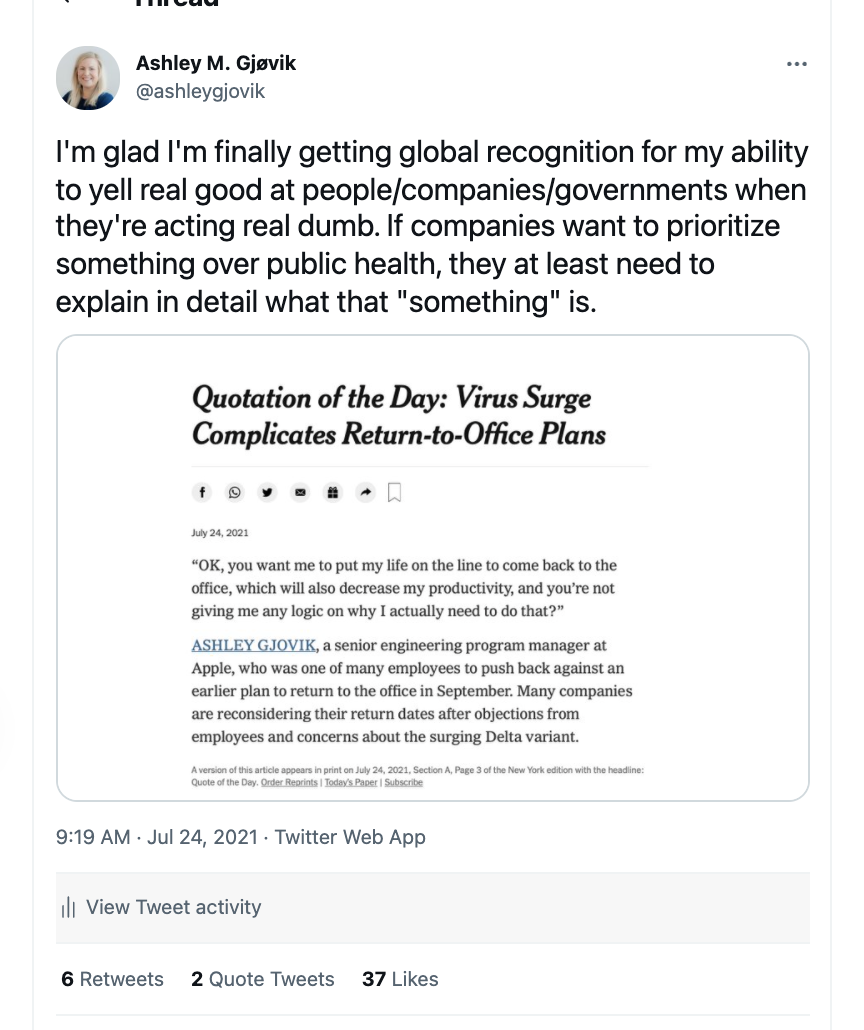 Thread
Ashley M. Gjøvik
@ashleygjovik
I'm glad I'm finally getting global recognition for my ability
to yell real good at people/companies/governments when
they're acting real dumb. If companies want to prioritize
something over public health, they at least need to
explain in detail what that "something" is.
Quotation of the Day: Virus Surge
Complicates Return-to-Office Plans
July 24, 2021
“OK, you want me to put my life on the line to come back to the
office, which will also decrease my productivity, and you’re not
giving me any logic on why I actually need to do that?”
ASHLEY GJOVIK, a senior engineering program manager at
Apple, who was one of many employees to push back against an
earlier plan to return to the office in September. Many companies
are reconsidering their return dates after objections from
employees and concerns about the surging Delta variant.
A version of this article appears in print on July 24, 2021, Section A, Page 3 of the New York edition with the headline:
Quote of the Day. Order Reprints | Today's Paper | Subscribe
9:19 AM · Jul 24, 2021 · Twitter Web App
View Tweet activity
6 Retweets 2 Quote Tweets 37 Likes